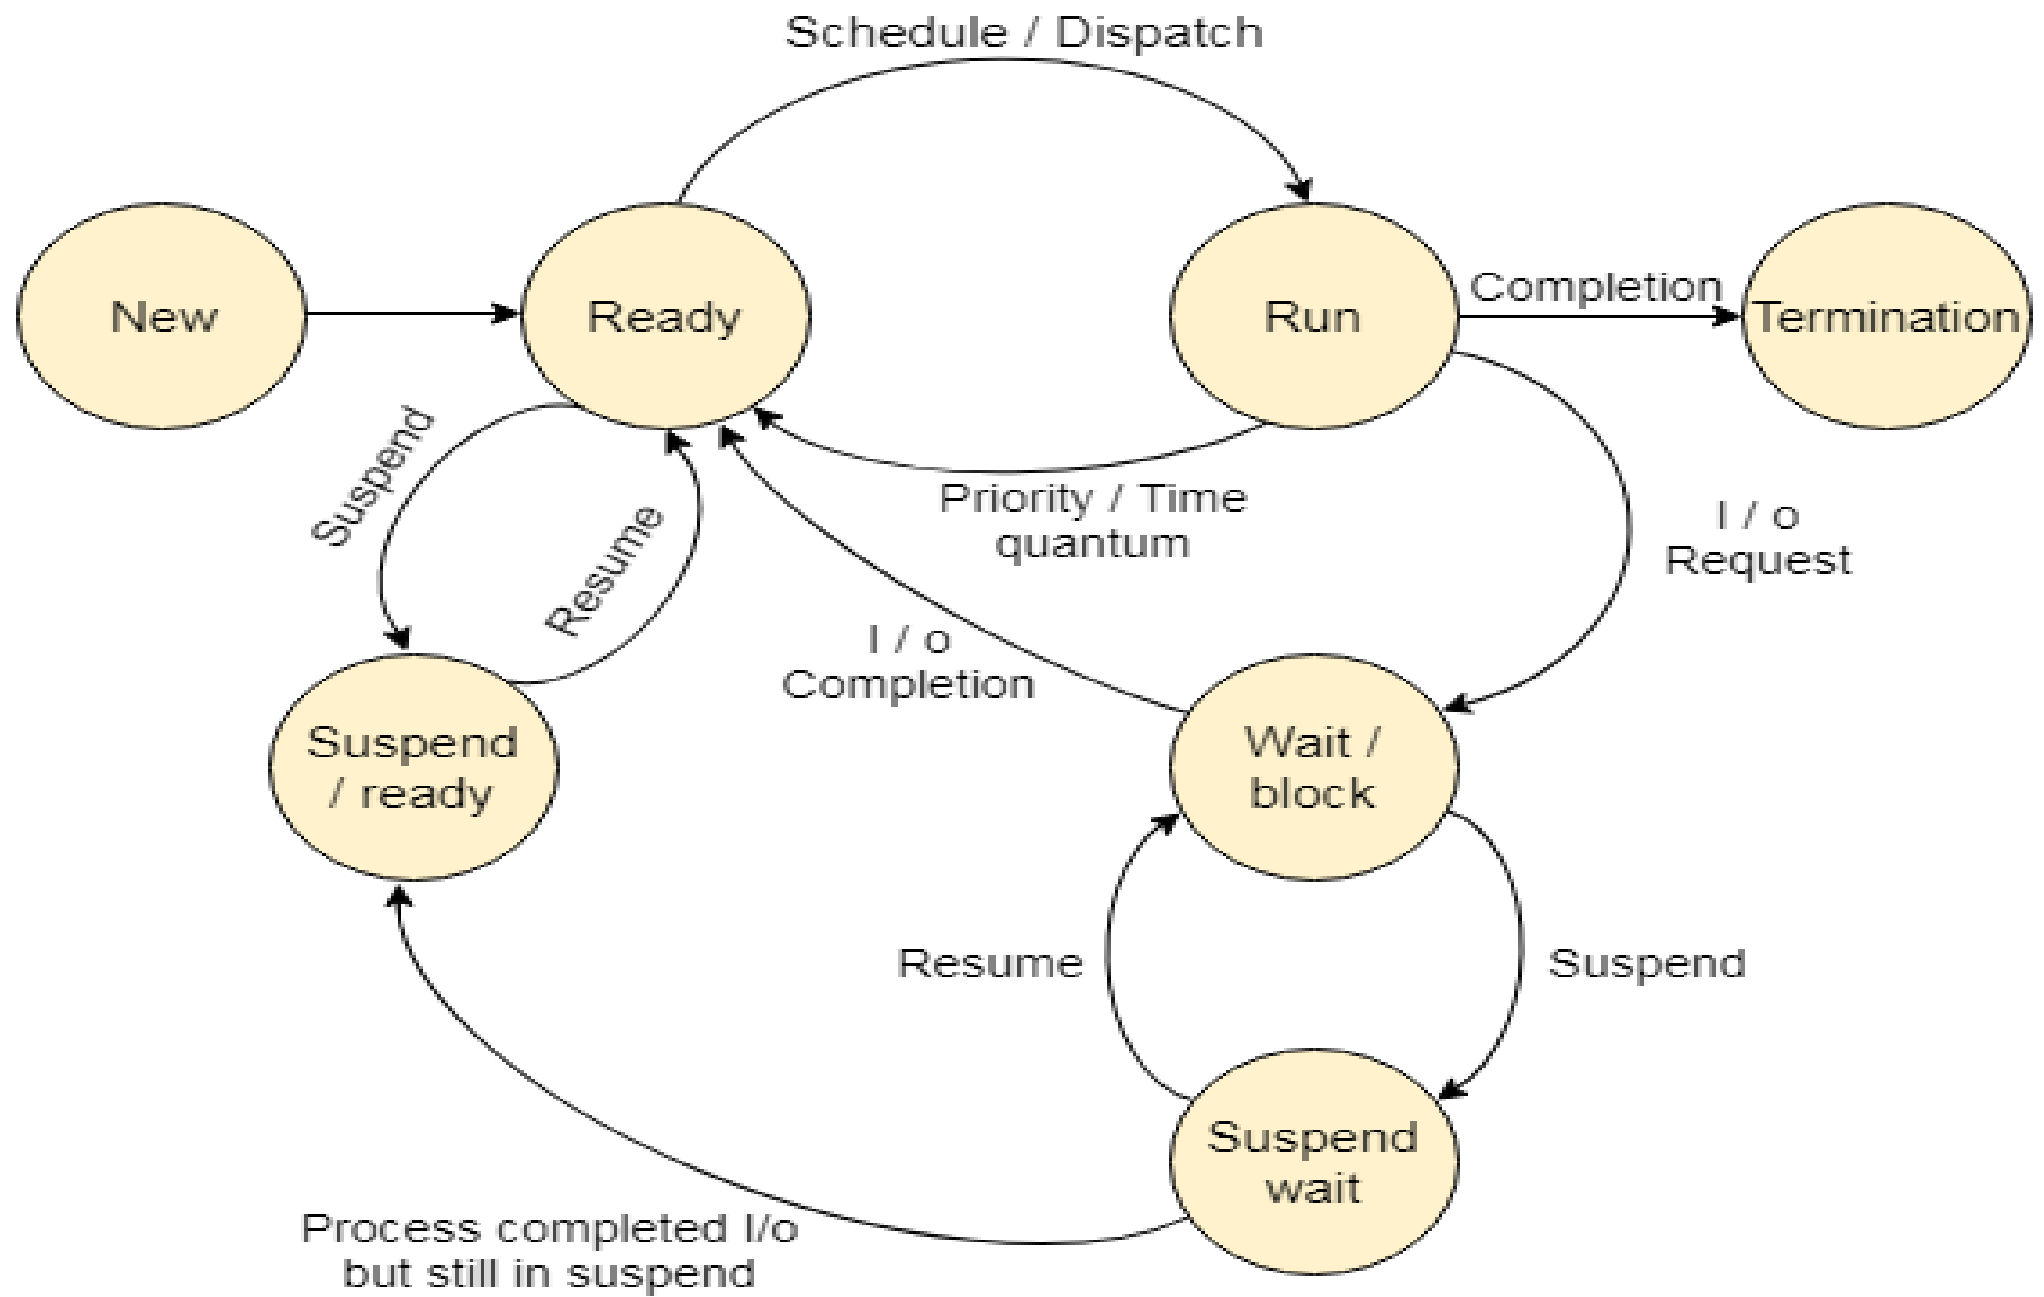 Schedule / Dispatch
New
Ready
Run
Completion
Termination
Suspend
Resume
Priority / Time
quantum
I / o
Request
I / o
Completion
Suspend
/ ready
Wait /
block
Resume
Suspend
Suspend
wait
Process completed I/o
but still in suspend